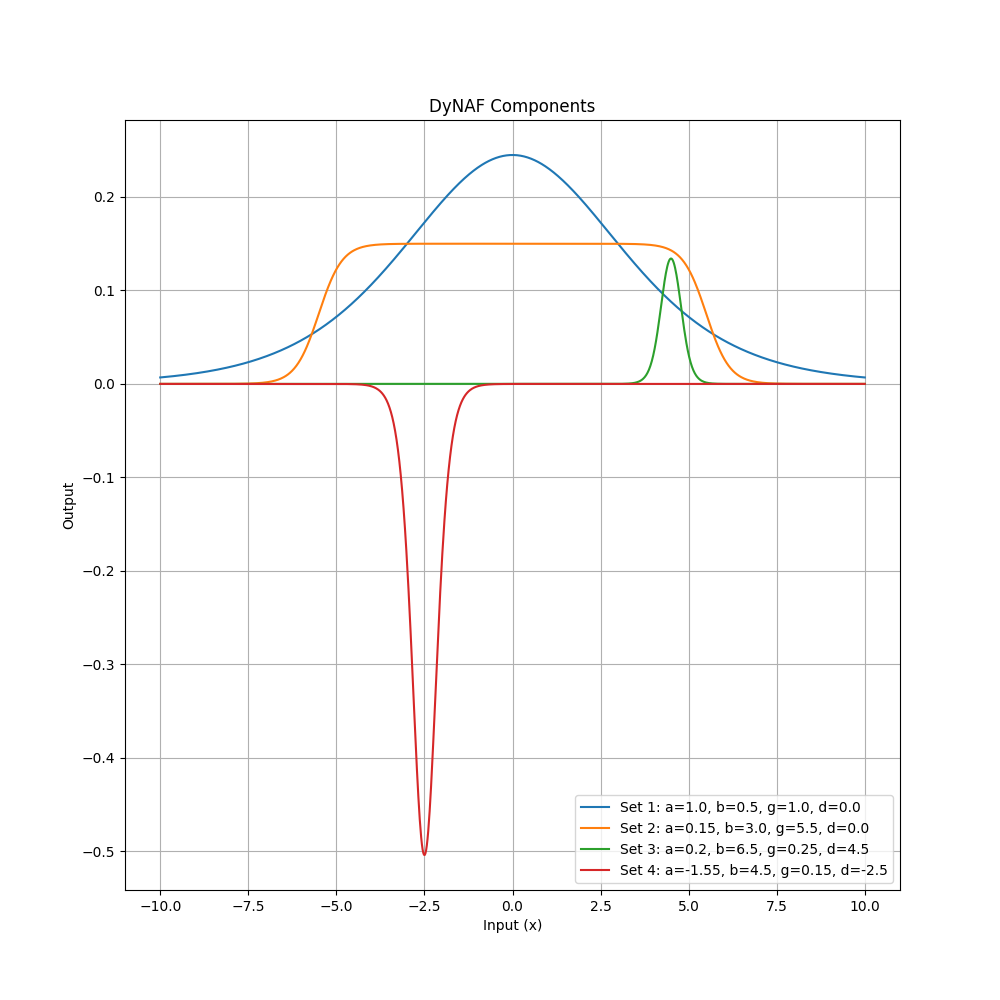 DyNAF Components
0.2
0.1
0.0
−0.1
−0.2
−0.3
−0.4
−0.5
Output
Set 1: a=1.0, b=0.5, g=1.0, d=0.0
Set 2: a=0.15, b=3.0, g=5.5, d=0.0
Set 3: a=0.2, b=6.5, g=0.25, d=4.5
Set 4: a=-1.55, b=4.5, g=0.15, d=-2.5
−10.0 −7.5 −5.0 −2.5 0.0 2.5 5.0 7.5 10.0
Input (x)